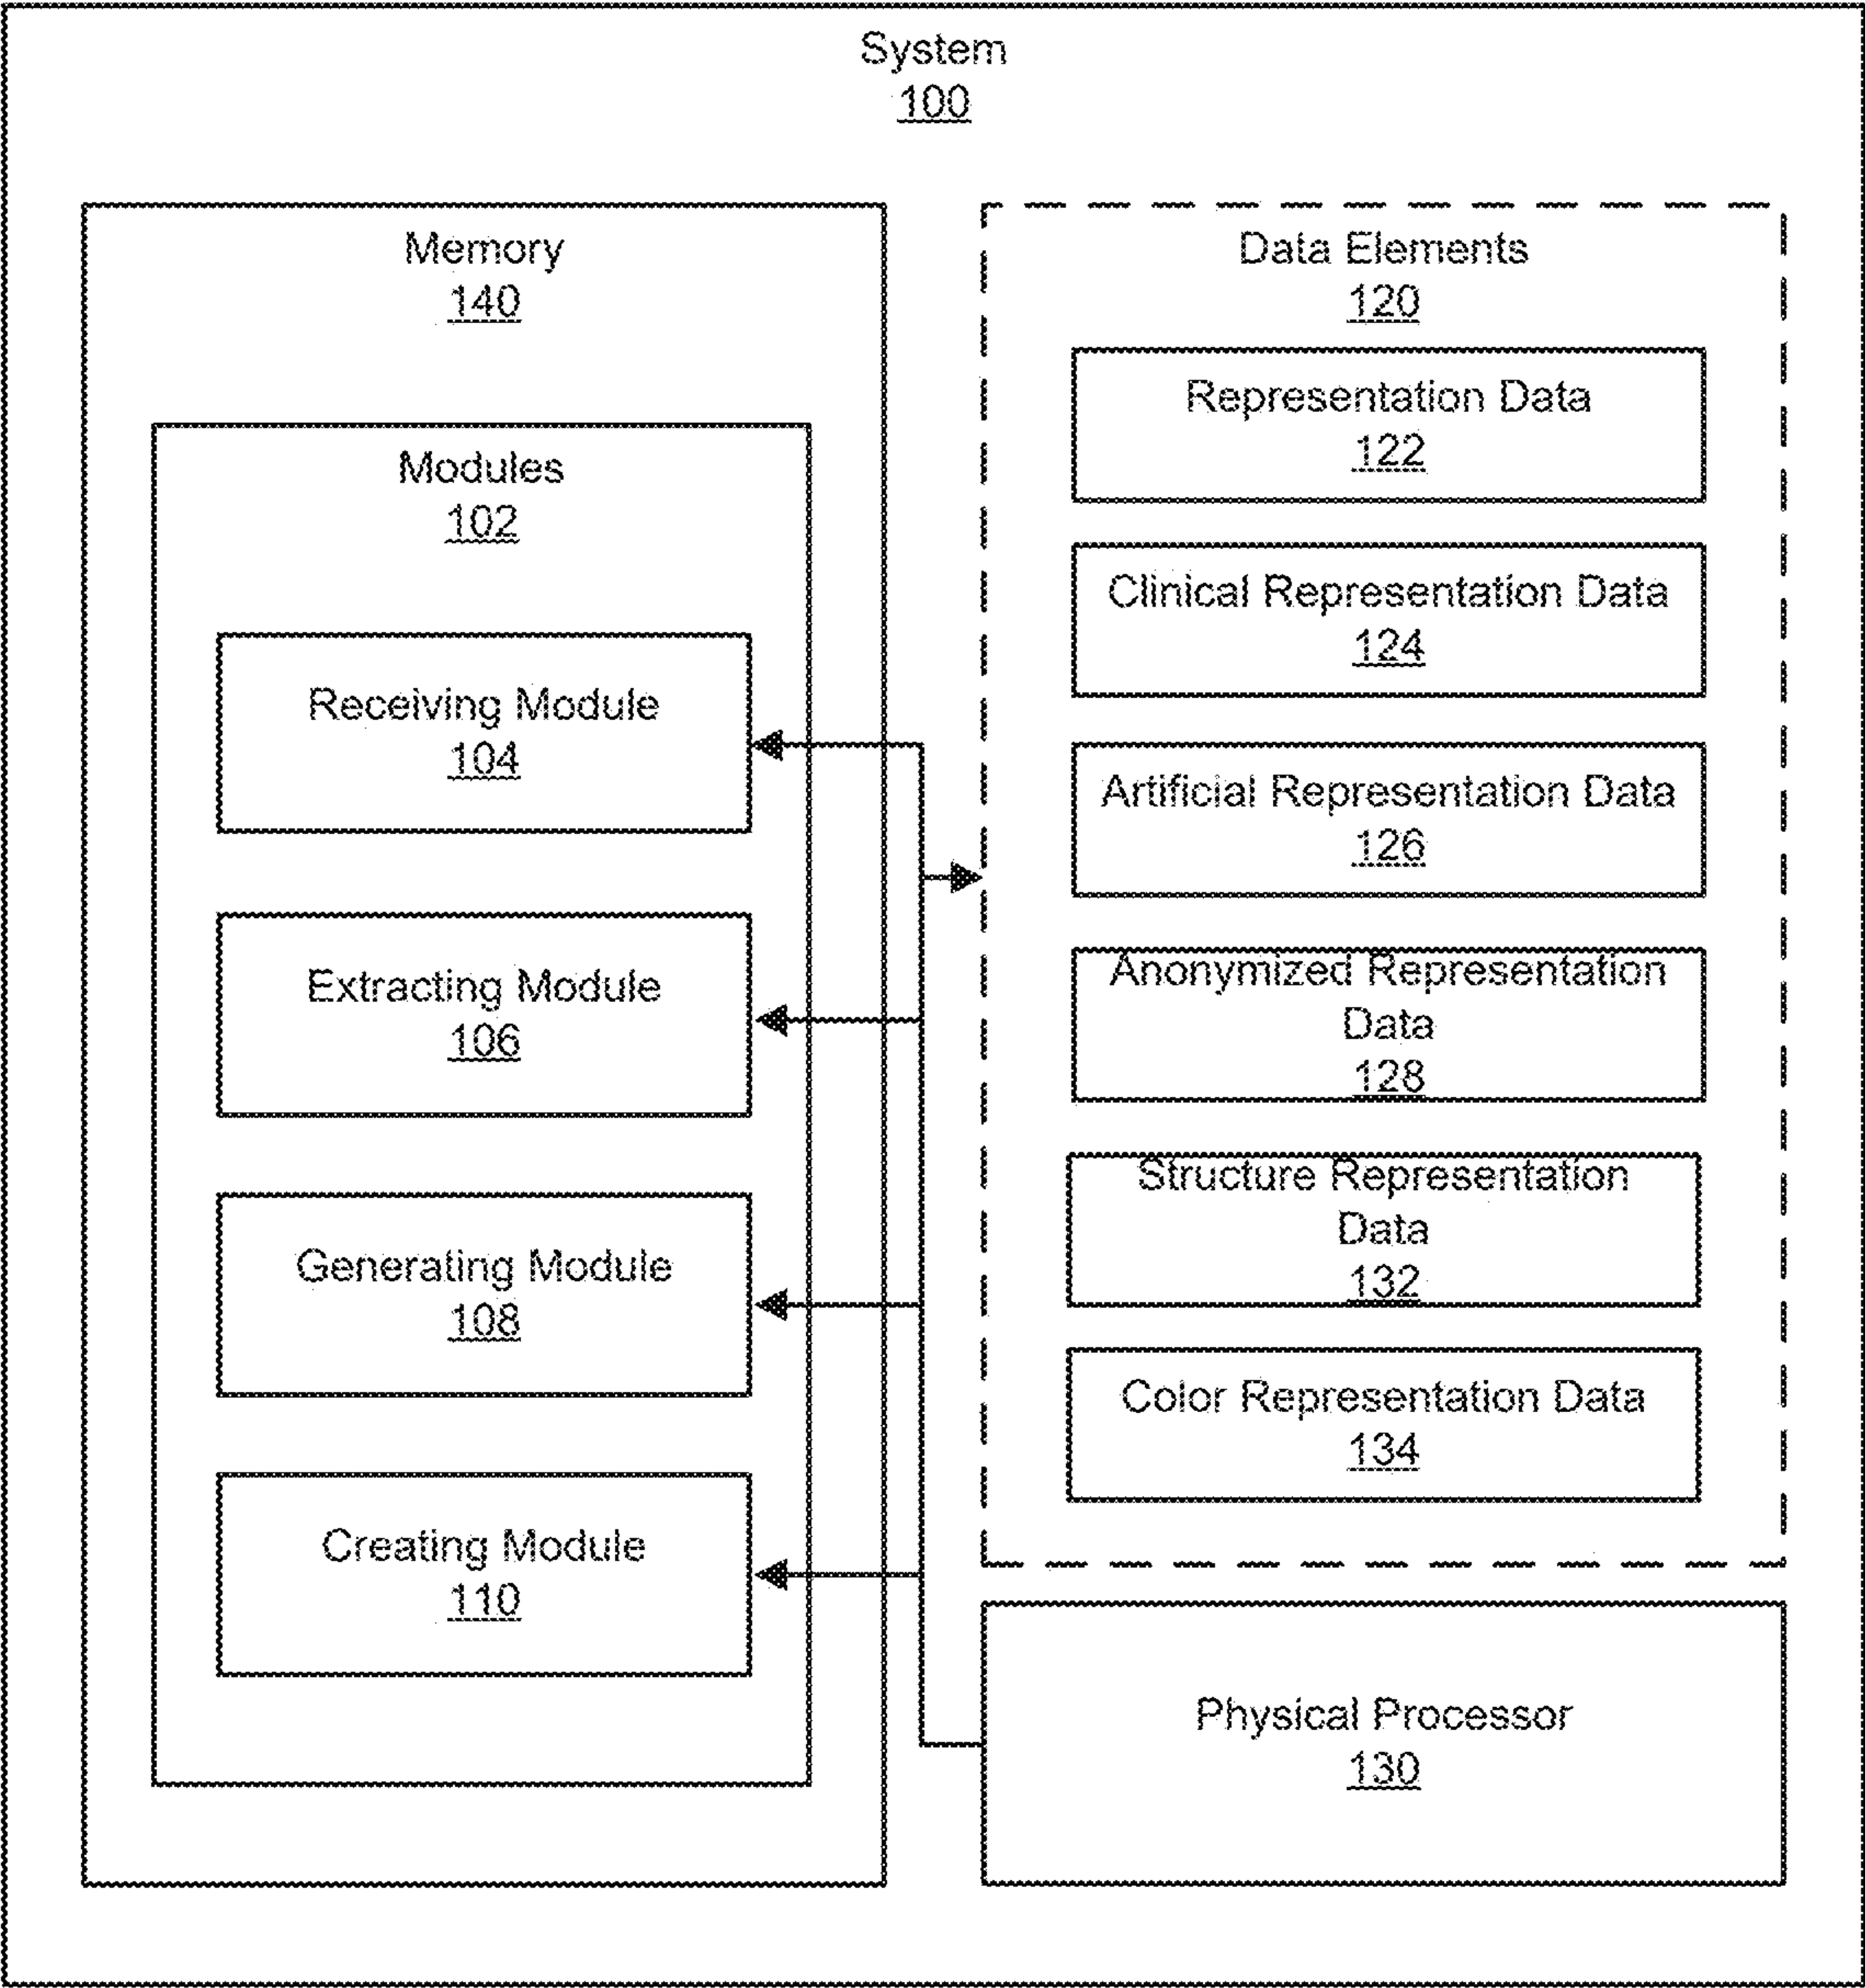 System
100
Memory
140
Modules
102
Receiving Module
104
Extracting Module
106
Generating Module
108
Creating Module
110
Data Elements
120
Representation Data
122
Clinical Representation Data
124
Artificial Representation Data
126
Anonymized Representation
Data
128
Structure Representation
Data
132
Color Representation Data
134
Physical Processor
130